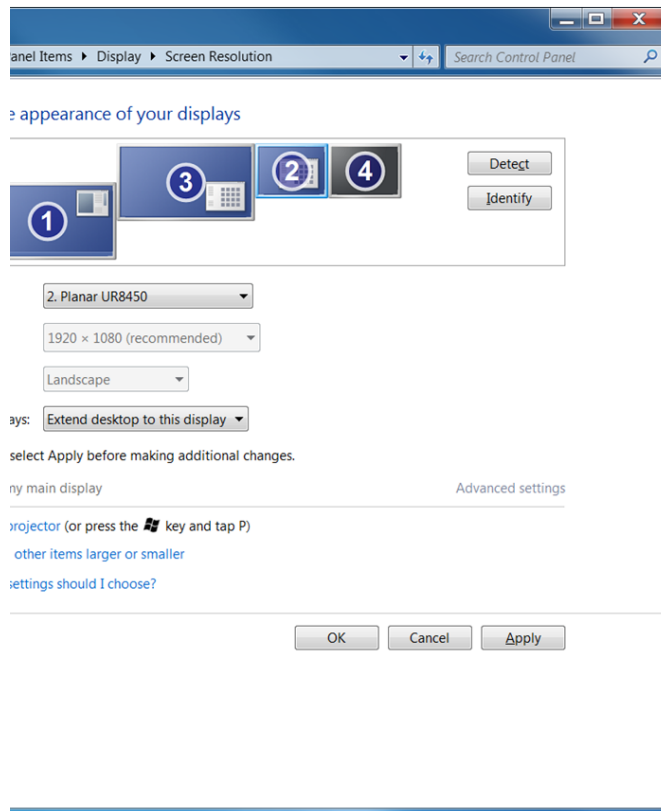 anel Items ▸ Display ▸ Screen Resolution Search Control Panel
e appearance of your displays
1 3 2 4
Detect
Identify
2. Planar UR8450
1920 × 1080 (recommended)
Landscape
ays: Extend desktop to this display
select Apply before making additional changes.
ny main display Advanced settings
projector (or press the key and tap P)
other items larger or smaller
settings should I choose?
OK Cancel Apply